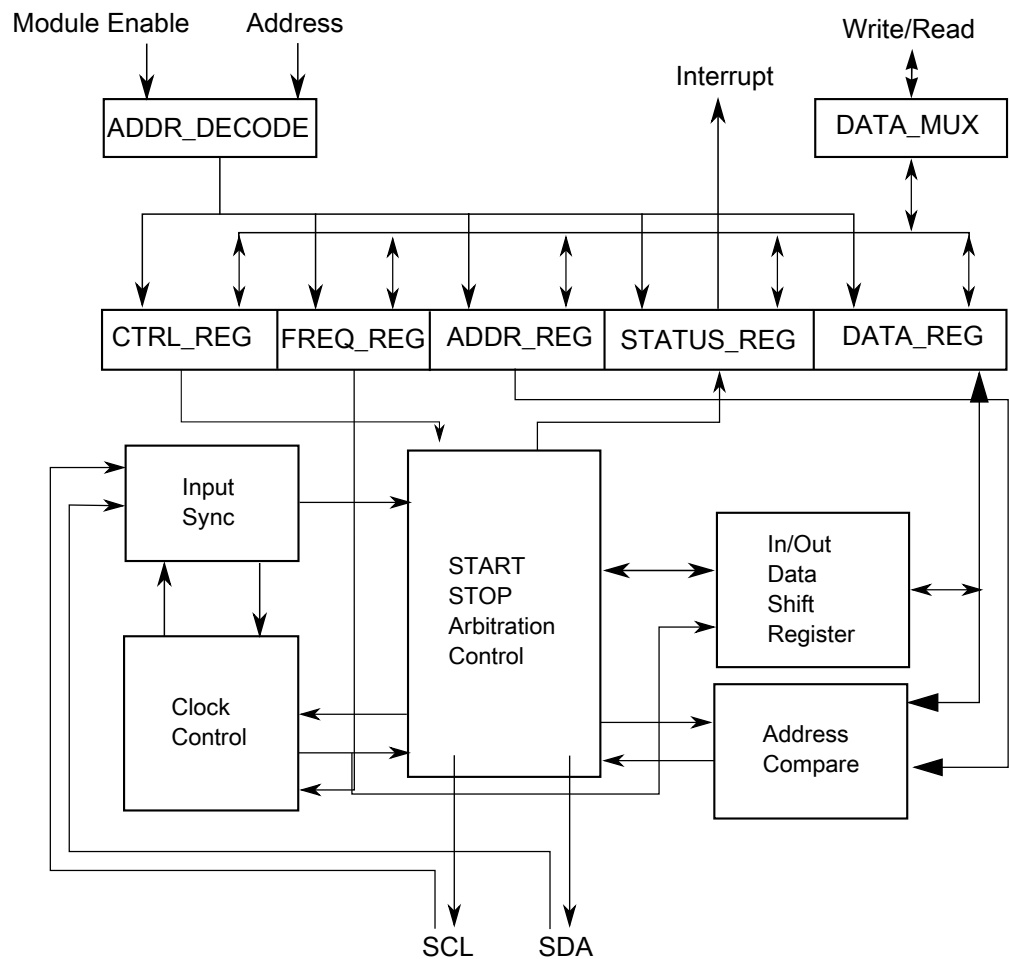 Module Enable
Address
Write/Read
Interrupt
ADDR_DECODE
DATA_MUX
CTRL_REG
FREQ_REG
ADDR_REG
STATUS_REG
DATA_REG
Input
Sync
START
STOP
Arbitration
Control
In/Out
Data
Shift
Register
Clock
Control
Address
Compare
SCL
SDA